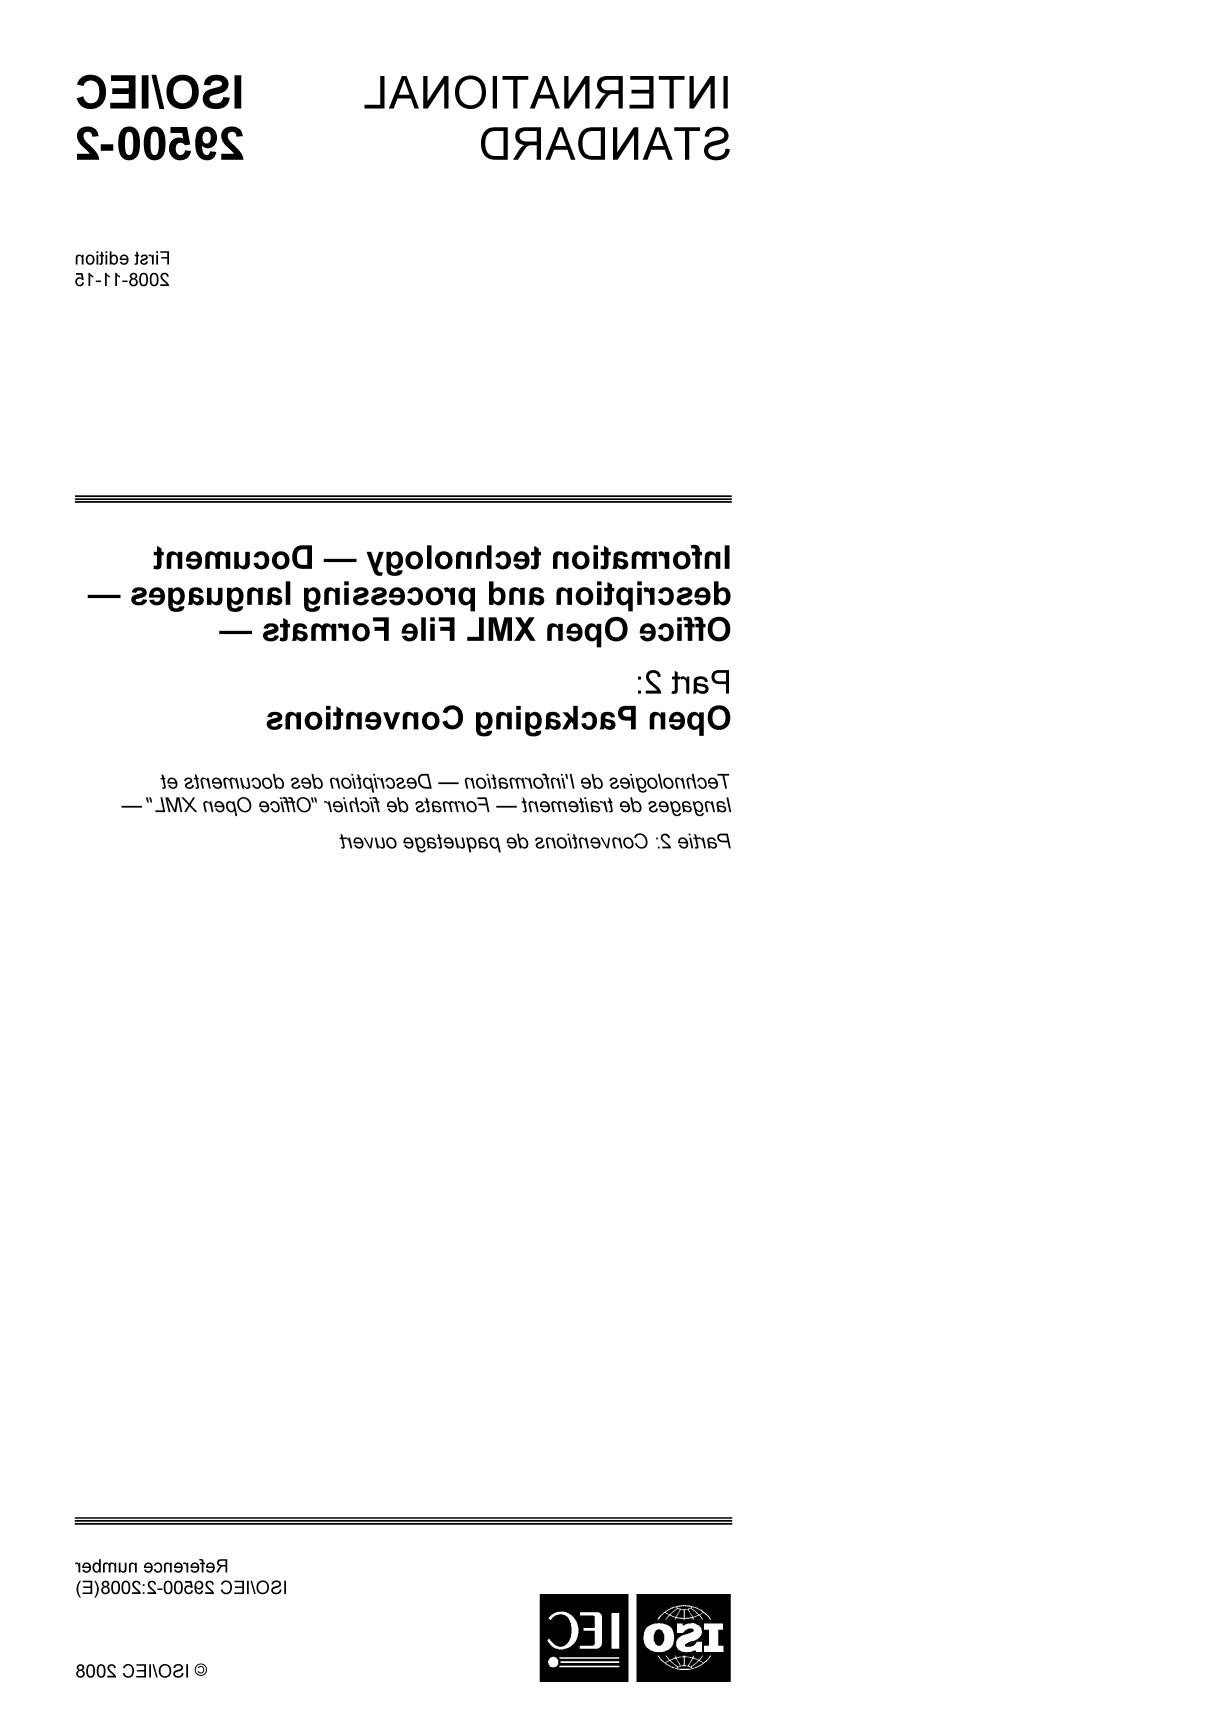 INTERNATIONAL STANDARD
ISO/IEC
29500-2
First edition
2008-11-15
Information technology — Document
description and processing languages —
Office Open XML File Formats —
Part 2:
Open Packaging Conventions
Technologies de l'information — Description des documents et
langages de traitement — Formats de fichier "Office Open XML" —
Partie 2: Conventions de paquetage ouvert
Reference number
ISO/IEC 29500-2:2008(E)
ISO
IEC
© ISO/IEC 2008